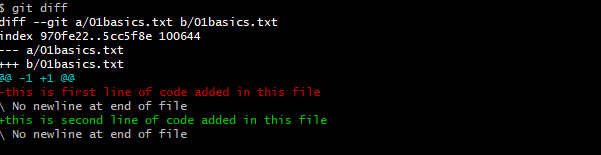 $ git diff
diff --git a/01basics.txt b/01basics.txt
index 970fe22..5cc5f8e 100644
--- a/01basics.txt
+++ b/01basics.txt
@@ -1 +1 @@
-this is first line of code added in this file
\ No newline at end of file
+this is second line of code added in this file
\ No newline at end of file